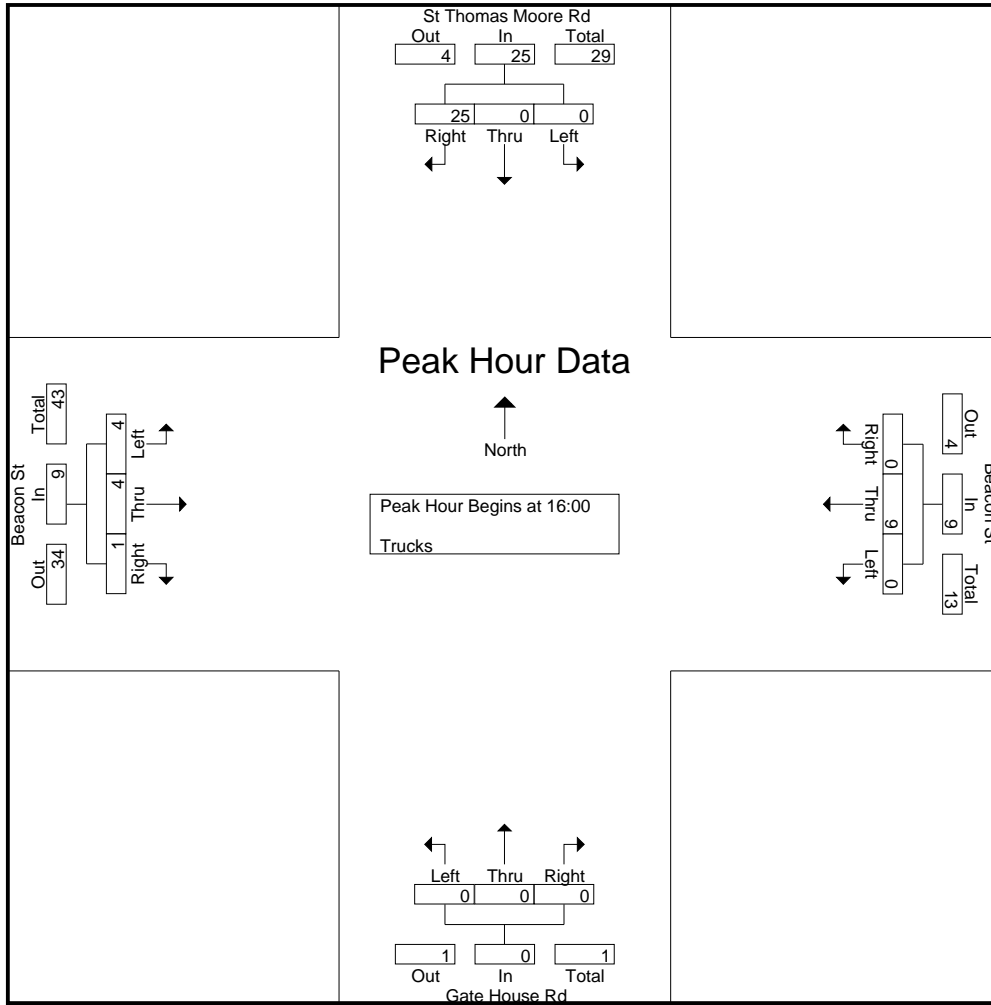 St Thomas Moore Rd
Out In Total
4 25 29
25 0 0
Right Thru Left
Peak Hour Data
North
Peak Hour Begins at 16:00
Trucks
Beacon St
Total In Out
43 9 34
4 4 1
Left Thru Right
Beacon St
Out In Total
4 9 13
0 9 0
Right Thru Left
Left Thru Right
0 0 0
1 0 1
Out In Total
Gate House Rd